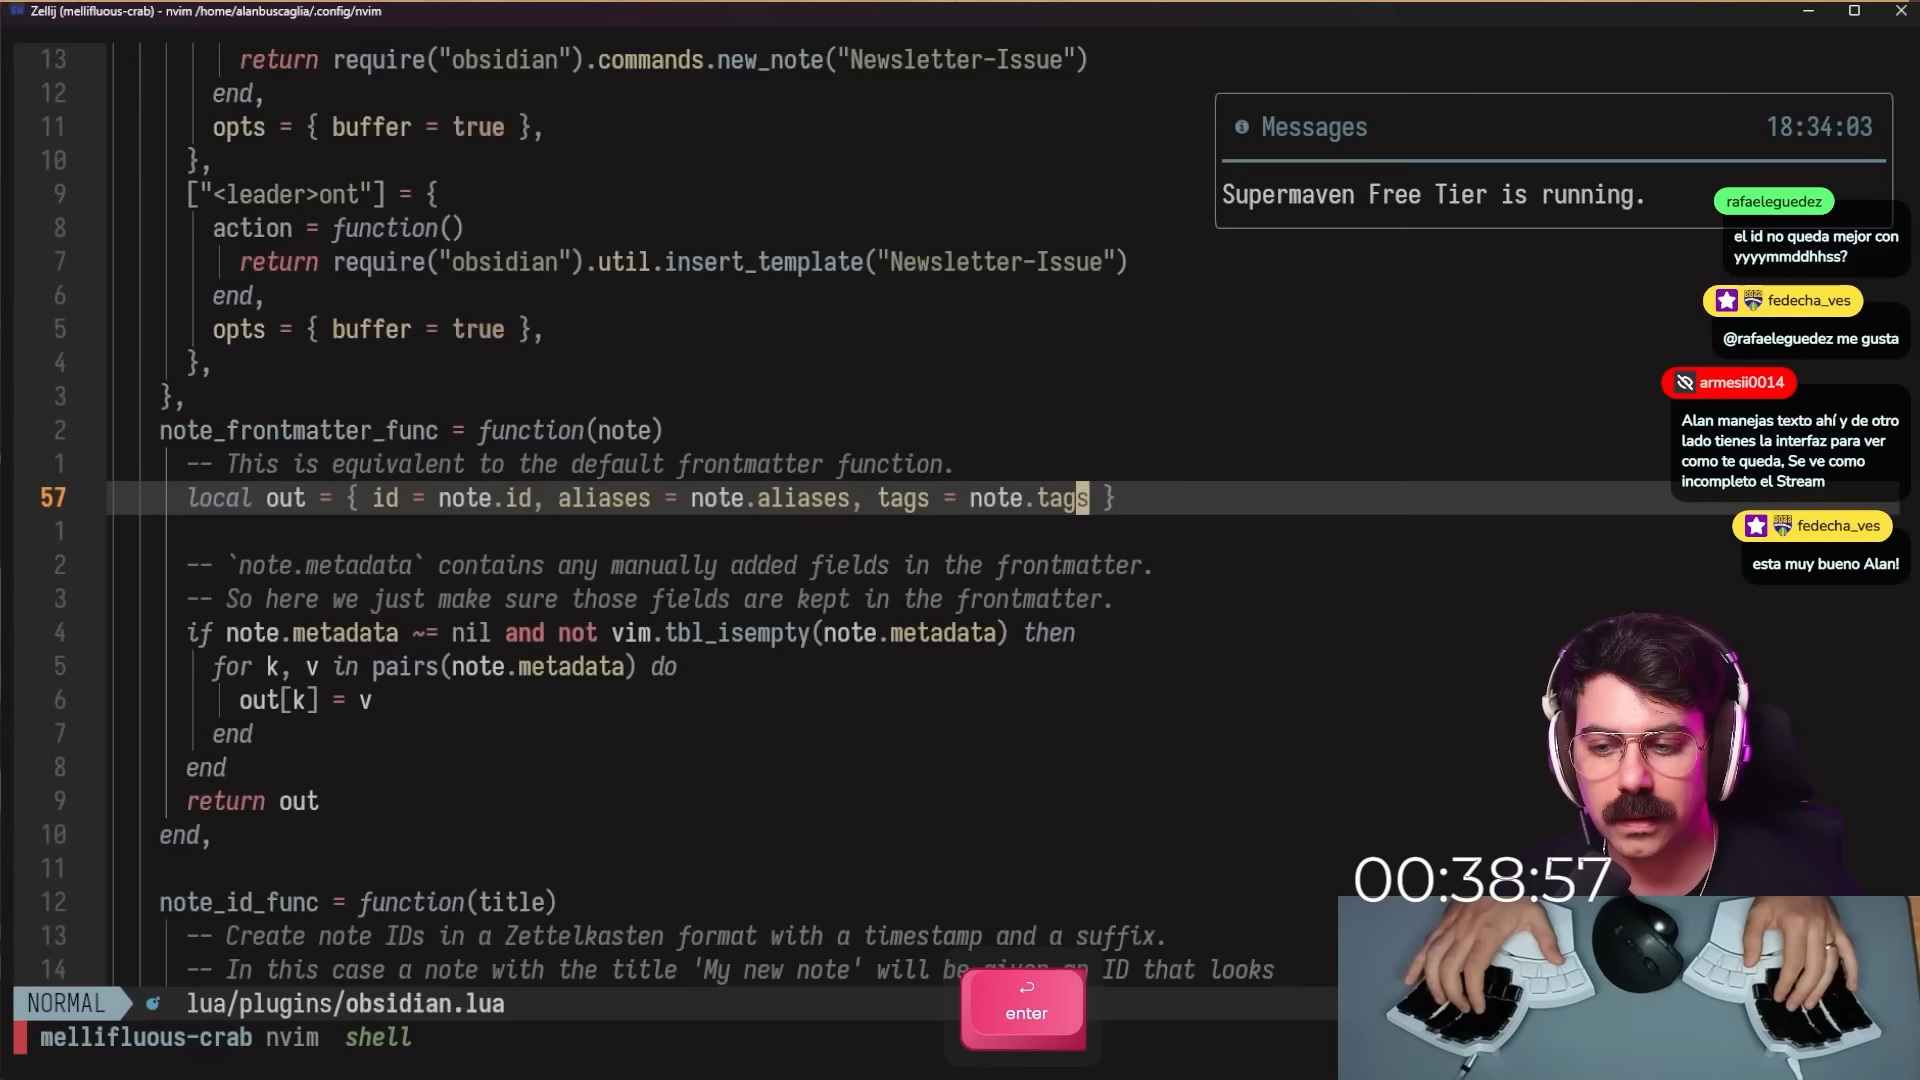 Zellij (mellifluous-crab) - nvim /home/alanbuscaglia/.config/nvim
13 return require("obsidian").commands.new_note("Newsletter-Issue")
12 end,
11 opts = { buffer = true },
10 },
9 ["<leader>ont"] = {
8 action = function()
7 return require("obsidian").util.insert_template("Newsletter-Issue")
6 end,
5 opts = { buffer = true },
4 },
3 },
2 note_frontmatter_func = function(note)
1 -- This is equivalent to the default frontmatter function.
57 local out = { id = note.id, aliases = note.aliases, tags = note.tags }
1
2 -- `note.metadata` contains any manually added fields in the frontmatter.
3 -- So here we just make sure those fields are kept in the frontmatter.
4 if note.metadata ~= nil and not vim.tbl_isempty(note.metadata) then
5 for k, v in pairs(note.metadata) do
6 out[k] = v
7 end
8 end
9 return out
10 end,
11
12 note_id_func = function(title)
13 -- Create note IDs in a Zettelkasten format with a timestamp and a suffix.
14 -- In this case a note with the title 'My new note' will be given an ID that looks
NORMAL lua/plugins/obsidian.lua
mellifluous-crab nvim shell
Messages 18:34:03
Supermaven Free Tier is running.
rafaeleguedez
el id no queda mejor con
yyyymmddhhss?
fedecha_ves
@rafaeleguedez me gusta
armesii0014
Alan manejas texto ahí y de otro
lado tienes la interfaz para ver
como te queda, Se ve como
incompleto el Stream
fedecha_ves
esta muy bueno Alan!
00:38:57
enter